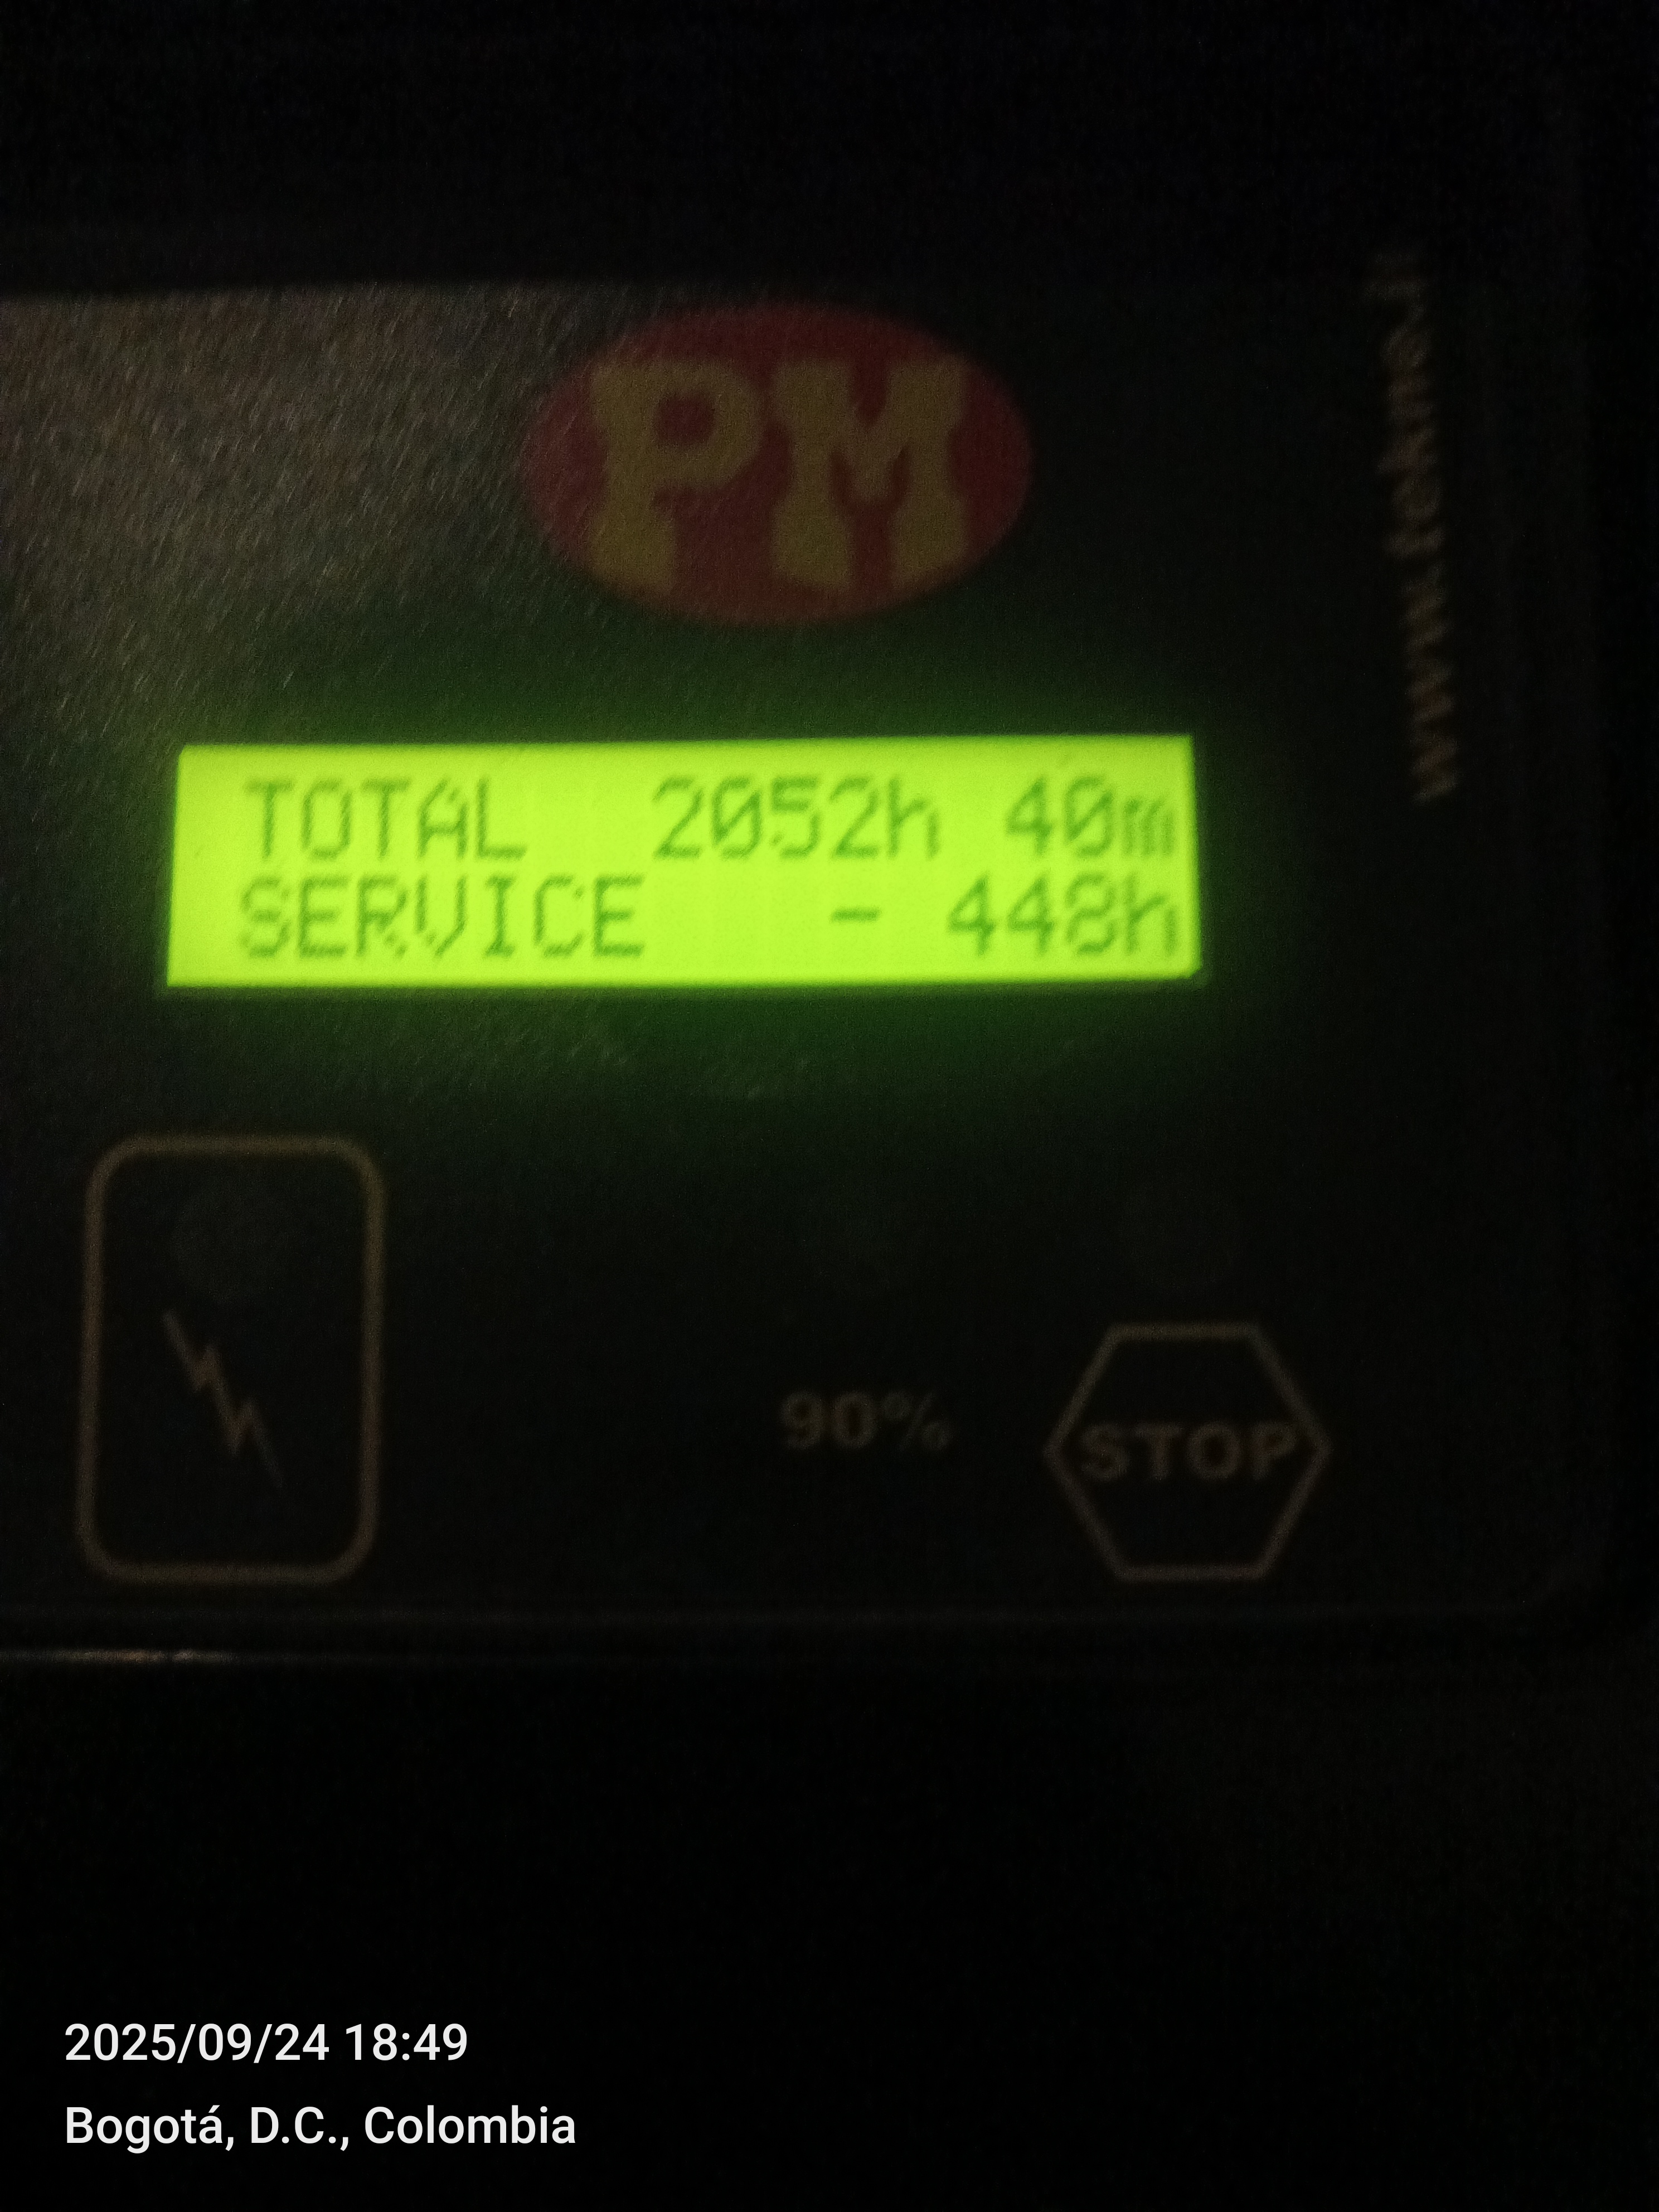 PM
TOTAL 2052h 40m
SERVICE - 448h
90%
STOP
2025/09/24 18:49
Bogotá, D.C., Colombia